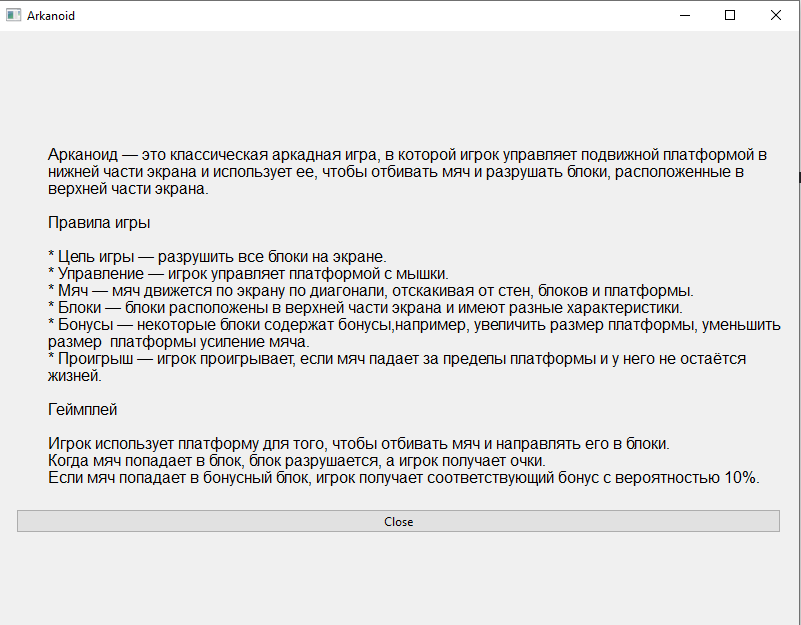 Arkanoid
Арканоид — это классическая аркадная игра, в которой игрок управляет подвижной платформой в
нижней части экрана и использует ее, чтобы отбивать мяч и разрушать блоки, расположенные в
верхней части экрана.
Правила игры
* Цель игры — разрушить все блоки на экране.
* Управление — игрок управляет платформой с мышки.
* Мяч — мяч движется по экрану по диагонали, отскакивая от стен, блоков и платформы.
* Блоки — блоки расположены в верхней части экрана и имеют разные характеристики.
* Бонусы — некоторые блоки содержат бонусы,например, увеличить размер платформы, уменьшить
размер  платформы усиление мяча.
* Проигрыш — игрок проигрывает, если мяч падает за пределы платформы и у него не остаётся
жизней.
Геймплей
Игрок использует платформу для того, чтобы отбивать мяч и направлять его в блоки.
Когда мяч попадает в блок, блок разрушается, а игрок получает очки.
Если мяч попадает в бонусный блок, игрок получает соответствующий бонус с вероятностью 10%.
Close